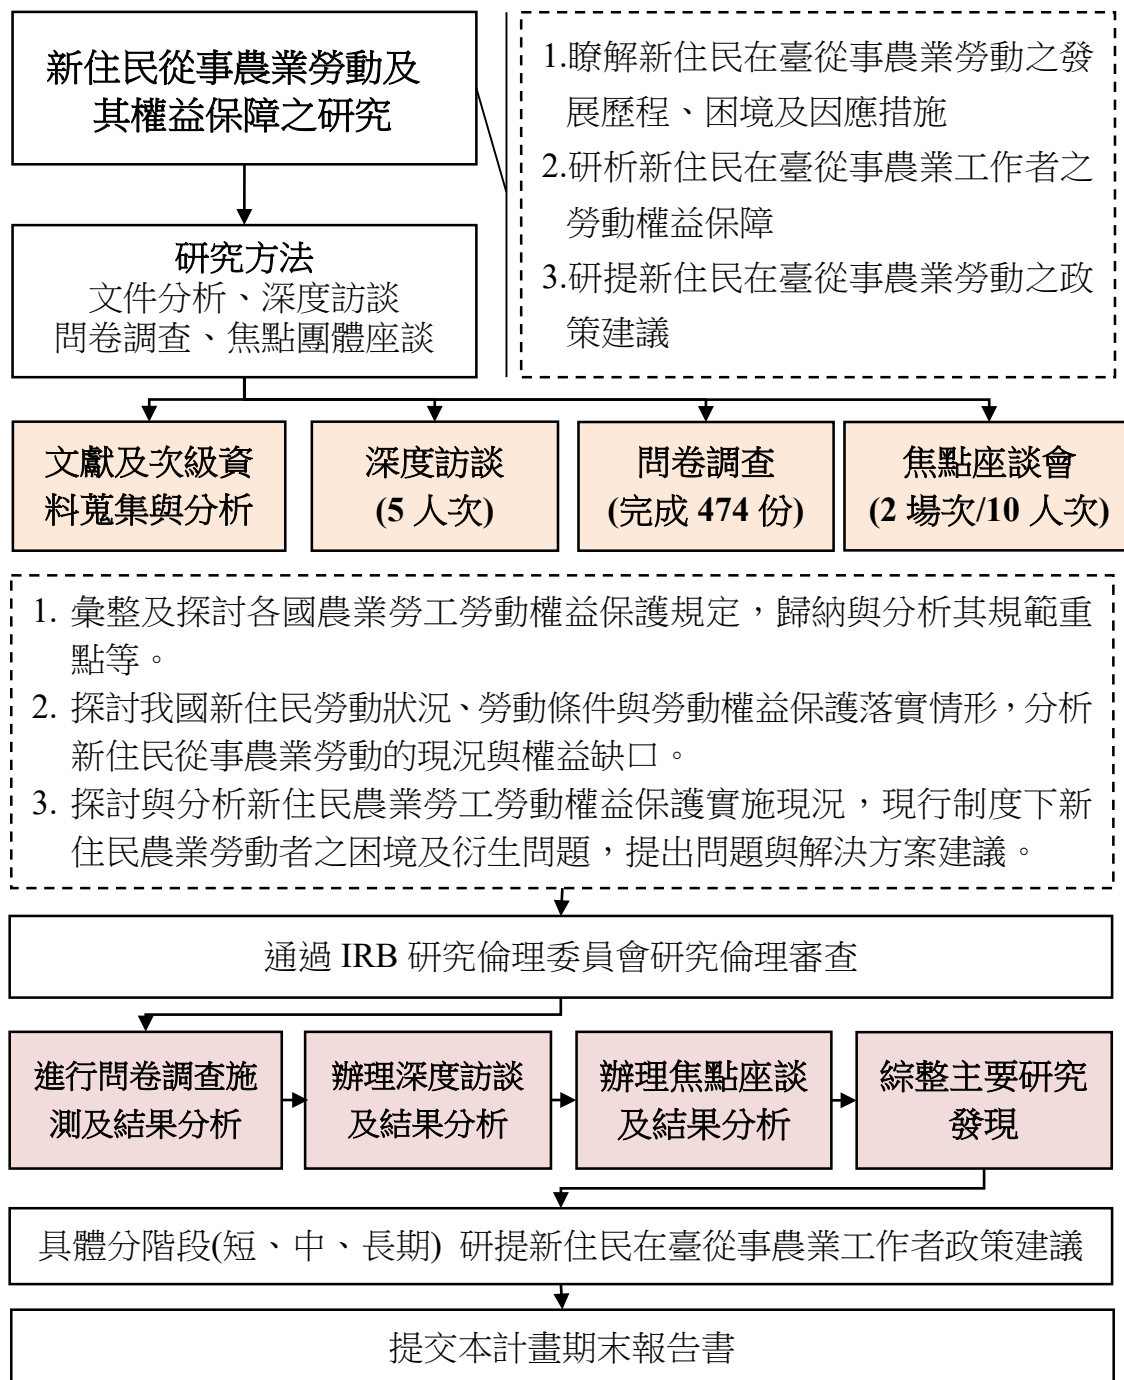 新住民從事農業勞動及
其權益保障之研究
1.瞭解新住民在臺從事農業勞動之發
展歷程、困境及因應措施
2.研析新住民在臺從事農業工作者之
勞動權益保障
3.研提新住民在臺從事農業勞動之政
策建議
研究方法
文件分析、深度訪談
問卷調查、焦點團體座談
文獻及次級資
料蒐集與分析
深度訪談
(5 人次)
問卷調查
(完成 474 份)
焦點座談會
(2 場次/10 人次)
1. 彙整及探討各國農業勞工勞動權益保護規定，歸納與分析其規範重
點等。
2. 探討我國新住民勞動狀況、勞動條件與勞動權益保護落實情形，分析
新住民從事農業勞動的現況與權益缺口。
3. 探討與分析新住民農業勞工勞動權益保護實施現況，現行制度下新
住民農業勞動者之困境及衍生問題，提出問題與解決方案建議。
通過 IRB 研究倫理委員會研究倫理審查
進行問卷調查施
測及結果分析
辦理深度訪談
及結果分析
辦理焦點座談
及結果分析
綜整主要研究
發現
具體分階段(短、中、長期) 研提新住民在臺從事農業工作者政策建議
提交本計畫期末報告書